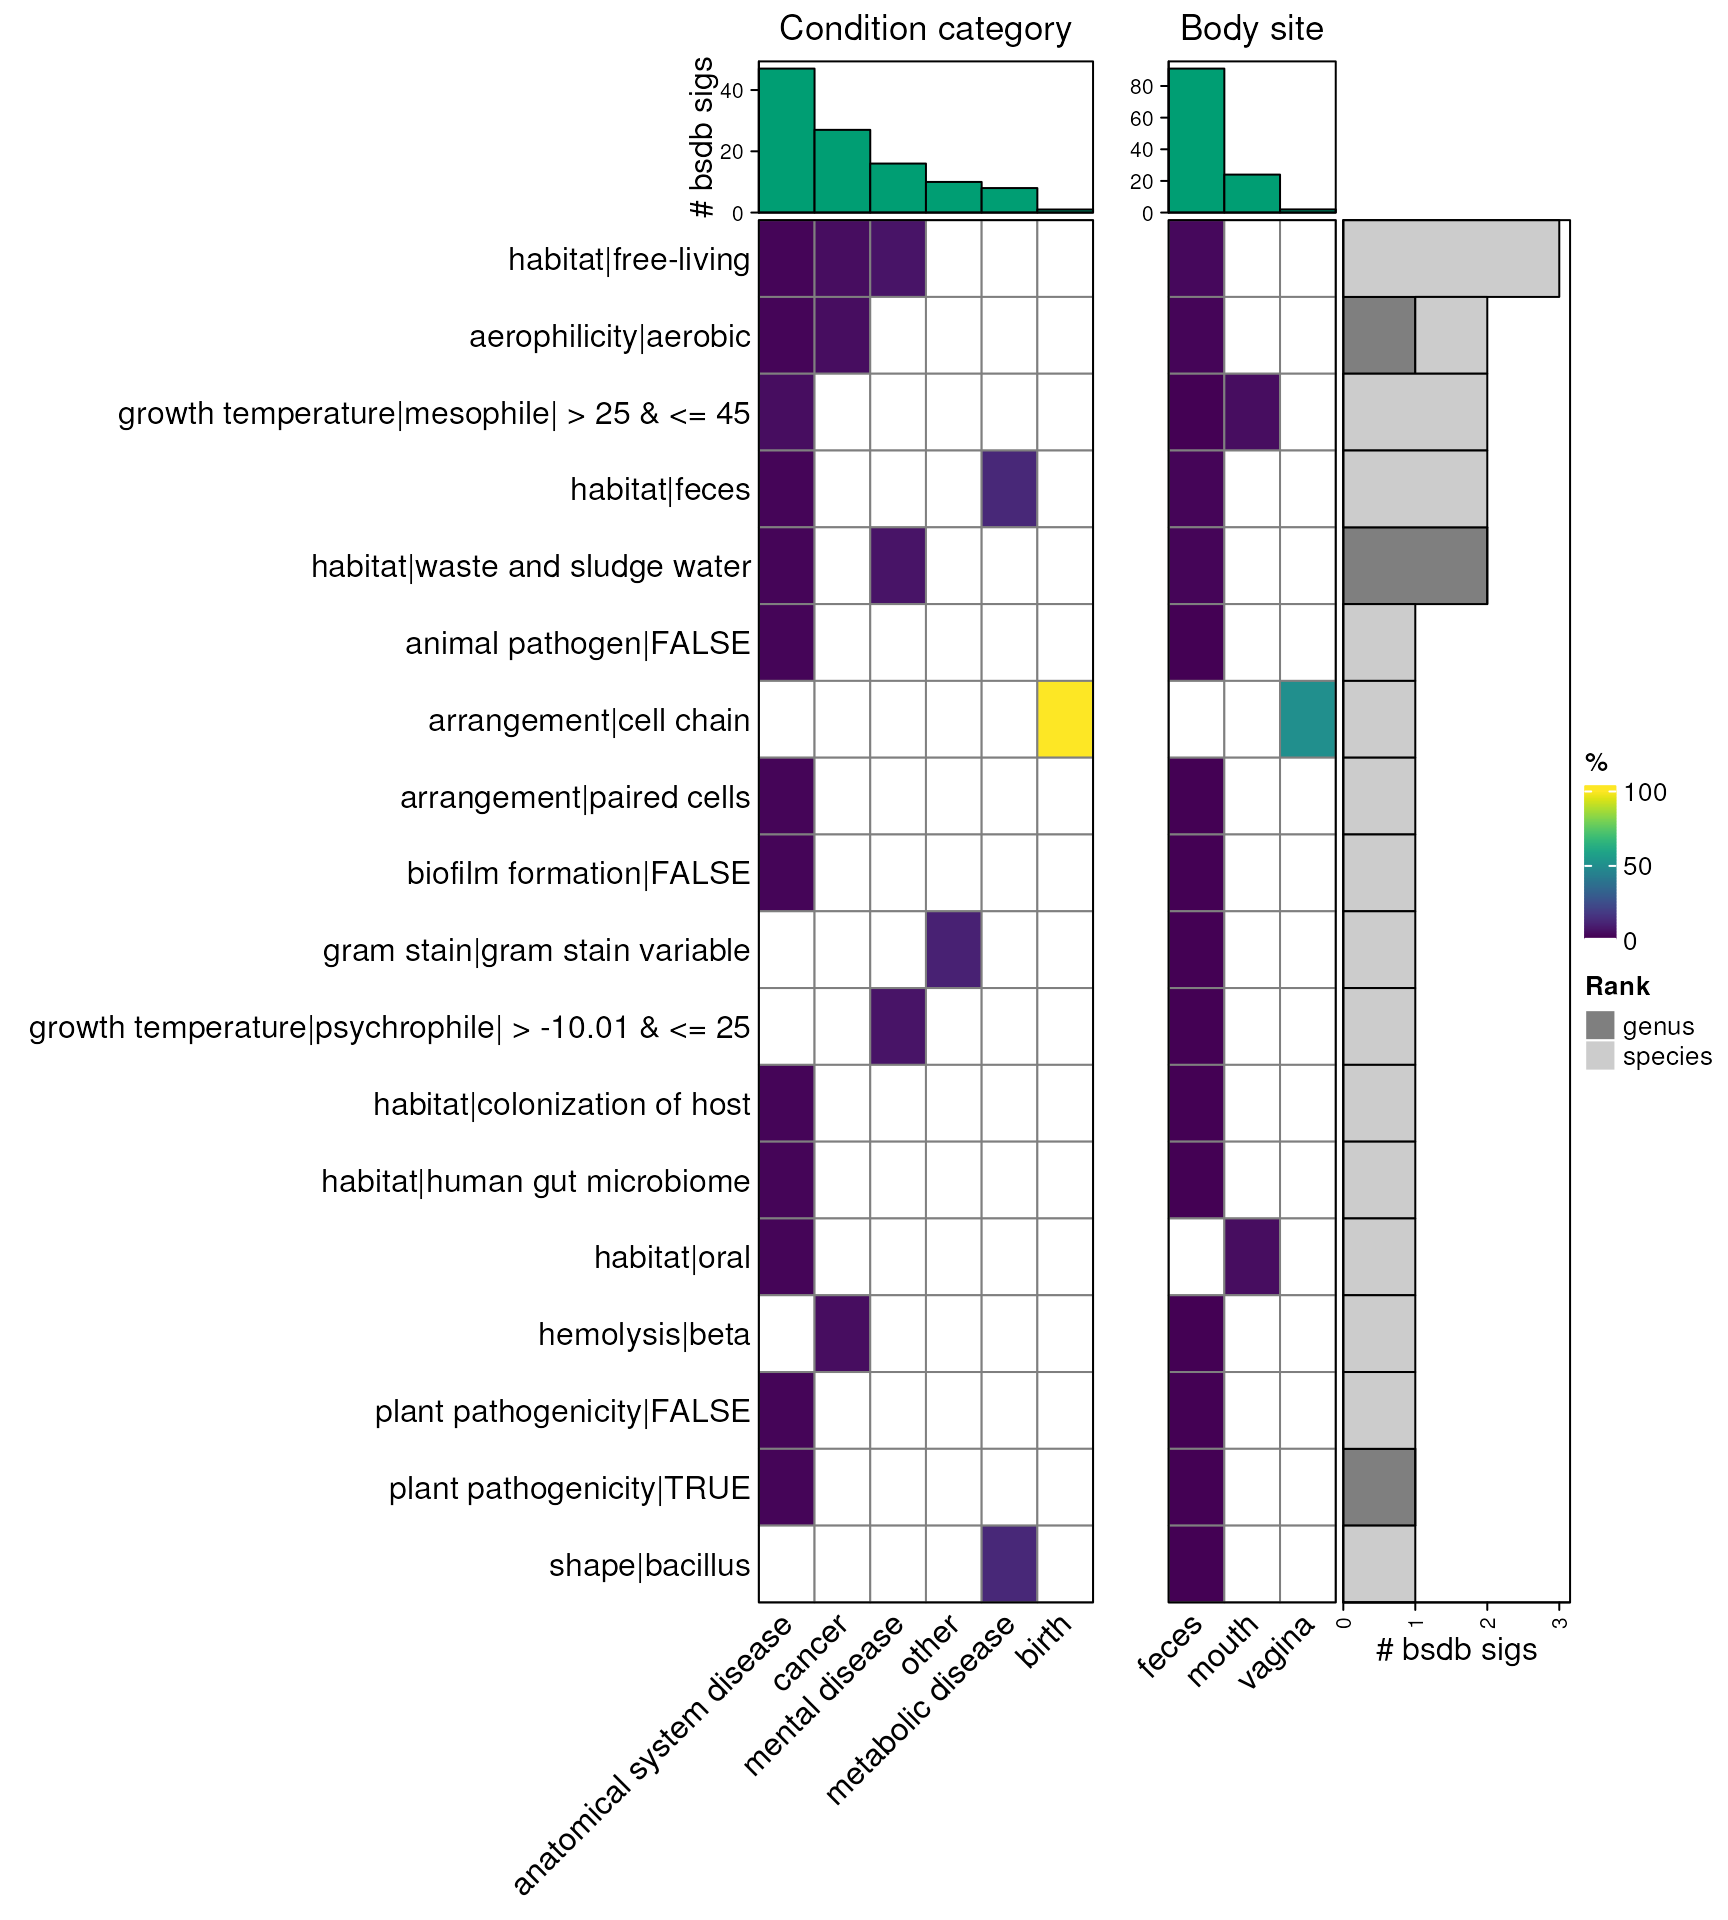 Condition category
Body site
# bsdb sigs
40
20
0
80
60
40
20
0
habitat|free-living
aerophilicity|aerobic
growth temperature|mesophile| > 25 & <= 45
habitat|feces
habitat|waste and sludge water
animal pathogen|FALSE
arrangement|cell chain
arrangement|paired cells
biofilm formation|FALSE
gram stain|gram stain variable
growth temperature|psychrophile| > -10.01 & <= 25
habitat|colonization of host
habitat|human gut microbiome
habitat|oral
hemolysis|beta
plant pathogenicity|FALSE
plant pathogenicity|TRUE
shape|bacillus
anatomical system disease
cancer
mental disease
other
metabolic disease
birth
feces
mouth
vagina
0
1
2
3
# bsdb sigs
%
100
50
0
Rank
genus
species